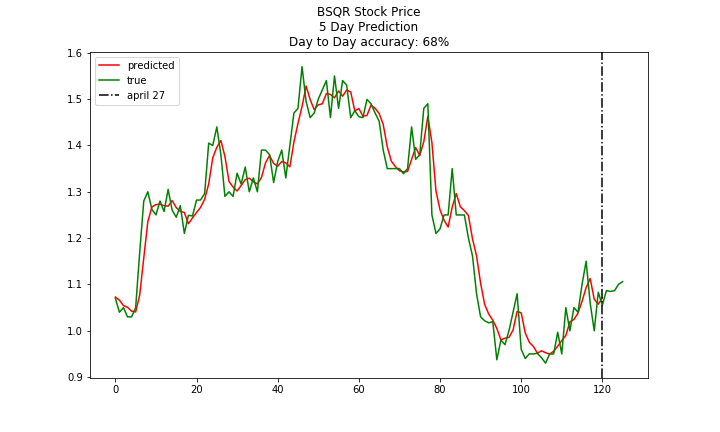 BSQR Stock Price
5 Day Prediction
Day to Day accuracy: 68%
predicted
true
april 27
1.6
1.5
1.4
1.3
1.2
1.1
1.0
0.9
0 20 40 60 80 100 120